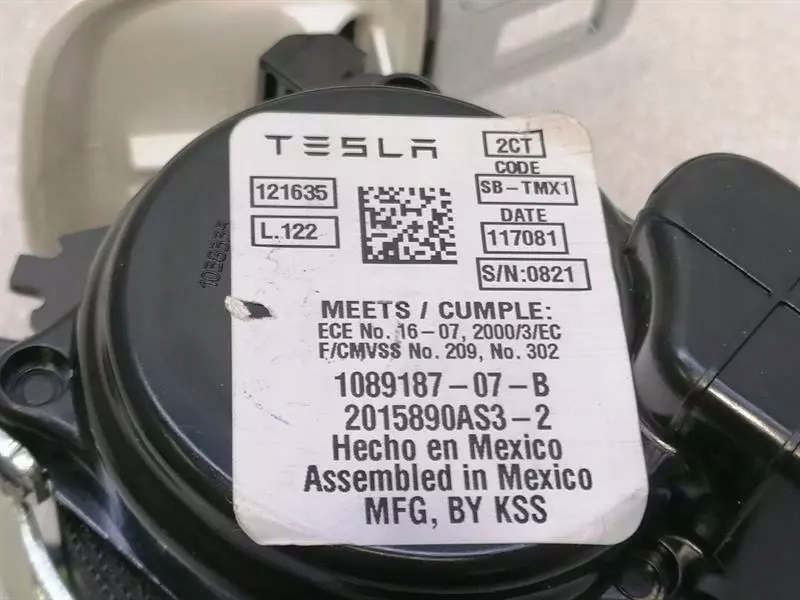 TESLA
2CT
CODE
121635
SB-TMX1
L.122
DATE
117081
S/N:0821
MEETS / CUMPLE:
ECE No. 16-07, 2000/3/EC
F/CMVSS No. 209, No. 302
1089187-07-B
2015890AS3-2
Hecho en Mexico
Assembled in Mexico
MFG, BY KSS